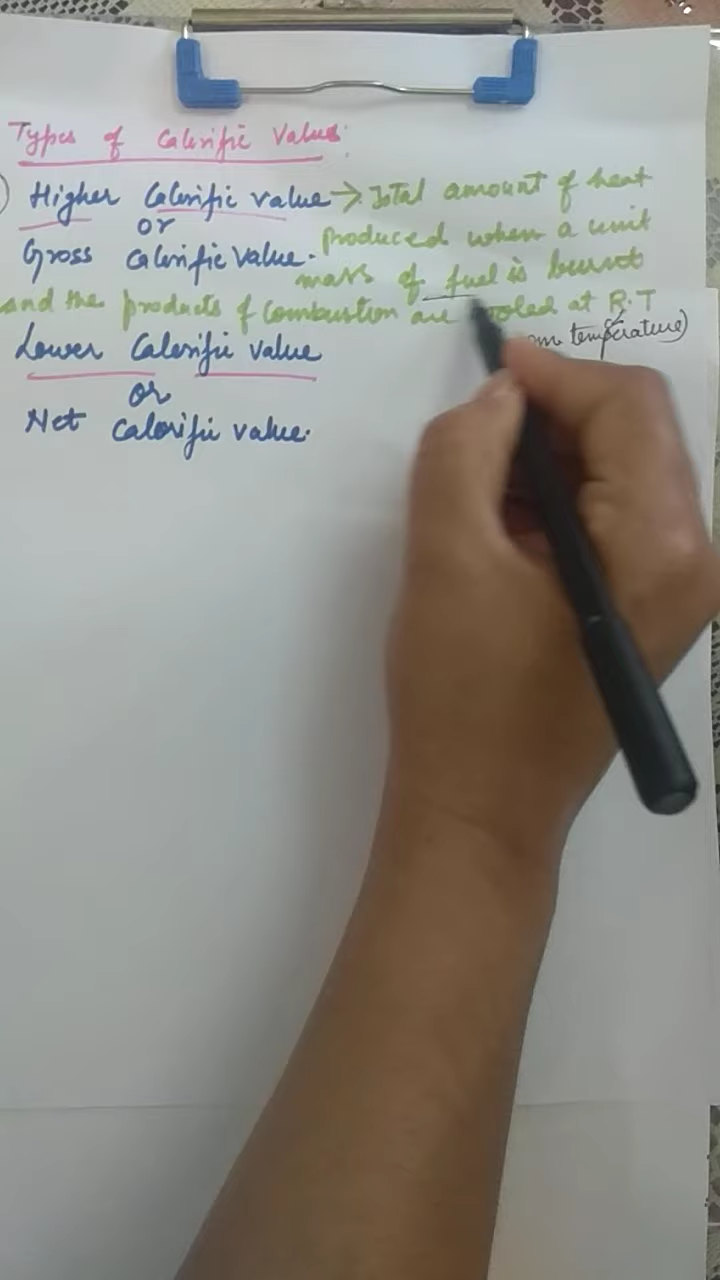 Types of Calorific Values:
Higher Calorific value → Total amount of heat
or
produced when a unit
Gross Calorific Value.
mass of fuel is burnt
and the products of Combustion are cooled at R.T
temperature)
Lower Calorific value
or
Net Calorific value.